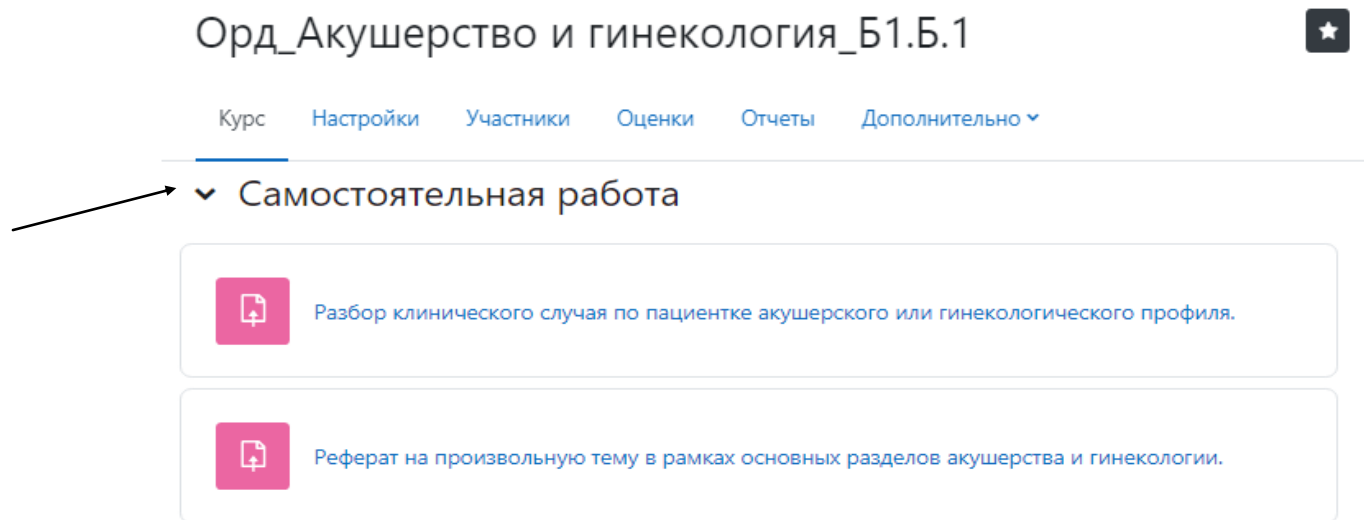 Орд_Акушерство и гинекология_Б1.Б.1
Курс Настройки Участники Оценки Отчеты Дополнительно
Самостоятельная работа
Разбор клинического случая по пациентке акушерского или гинекологического профиля.
Реферат на произвольную тему в рамках основных разделов акушерства и гинекологии.